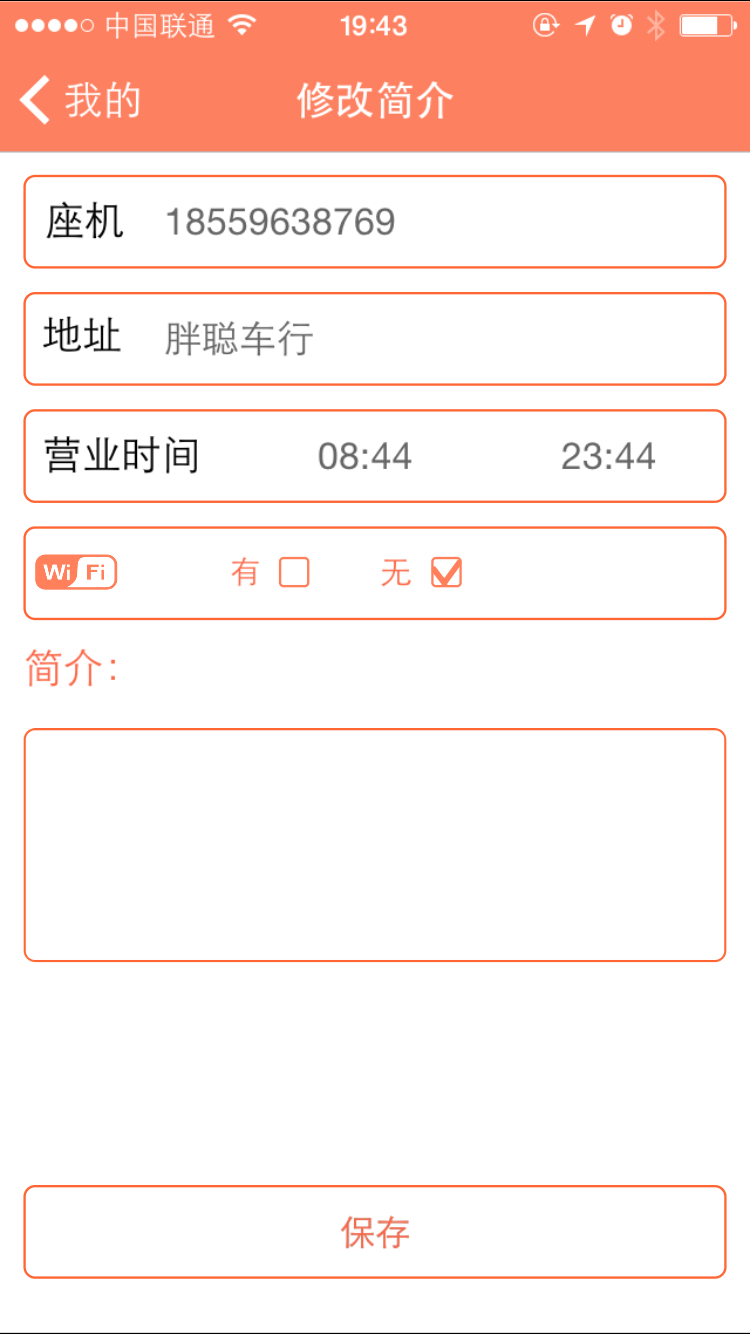 中国联通 19:43
我的 修改简介
座机 18559638769
地址 胖聪车行
营业时间 08:44 23:44
WiFi 有 无
简介：
保存